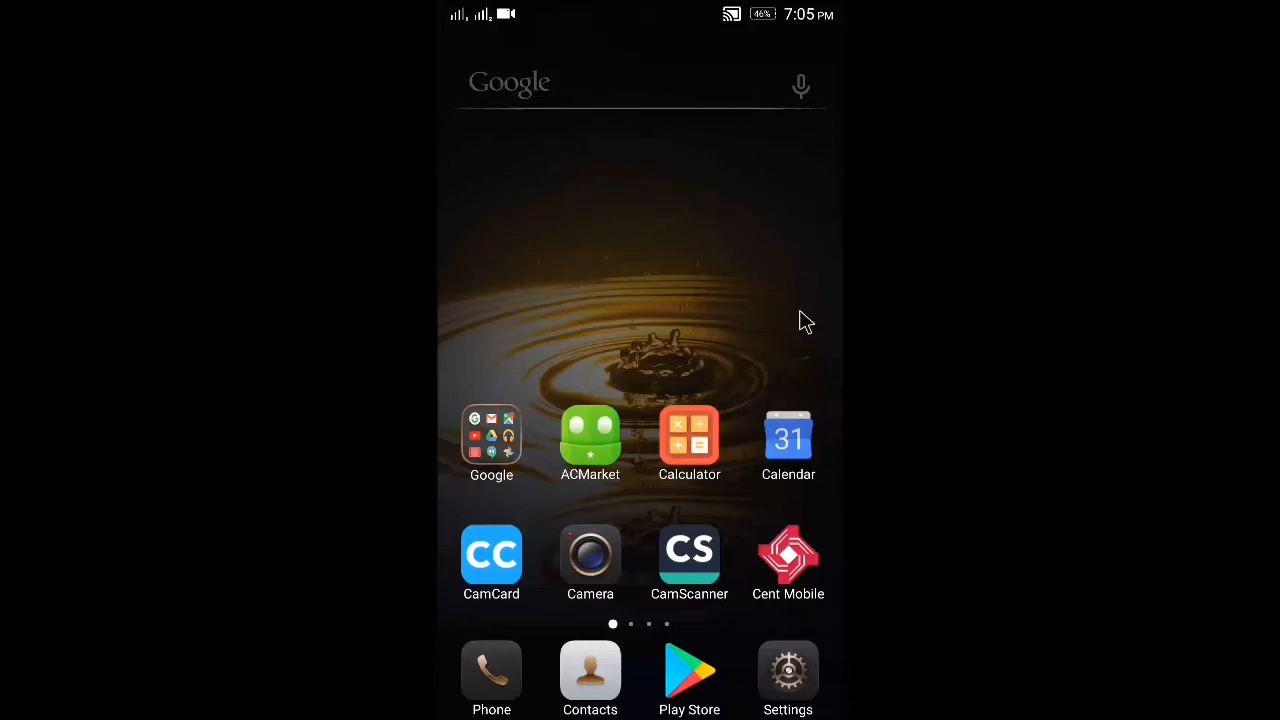 46% 7:05 PM
Google
31
Google ACMarket Calculator Calendar
CC CS
CamCard Camera CamScanner Cent Mobile
Phone Contacts Play Store Settings